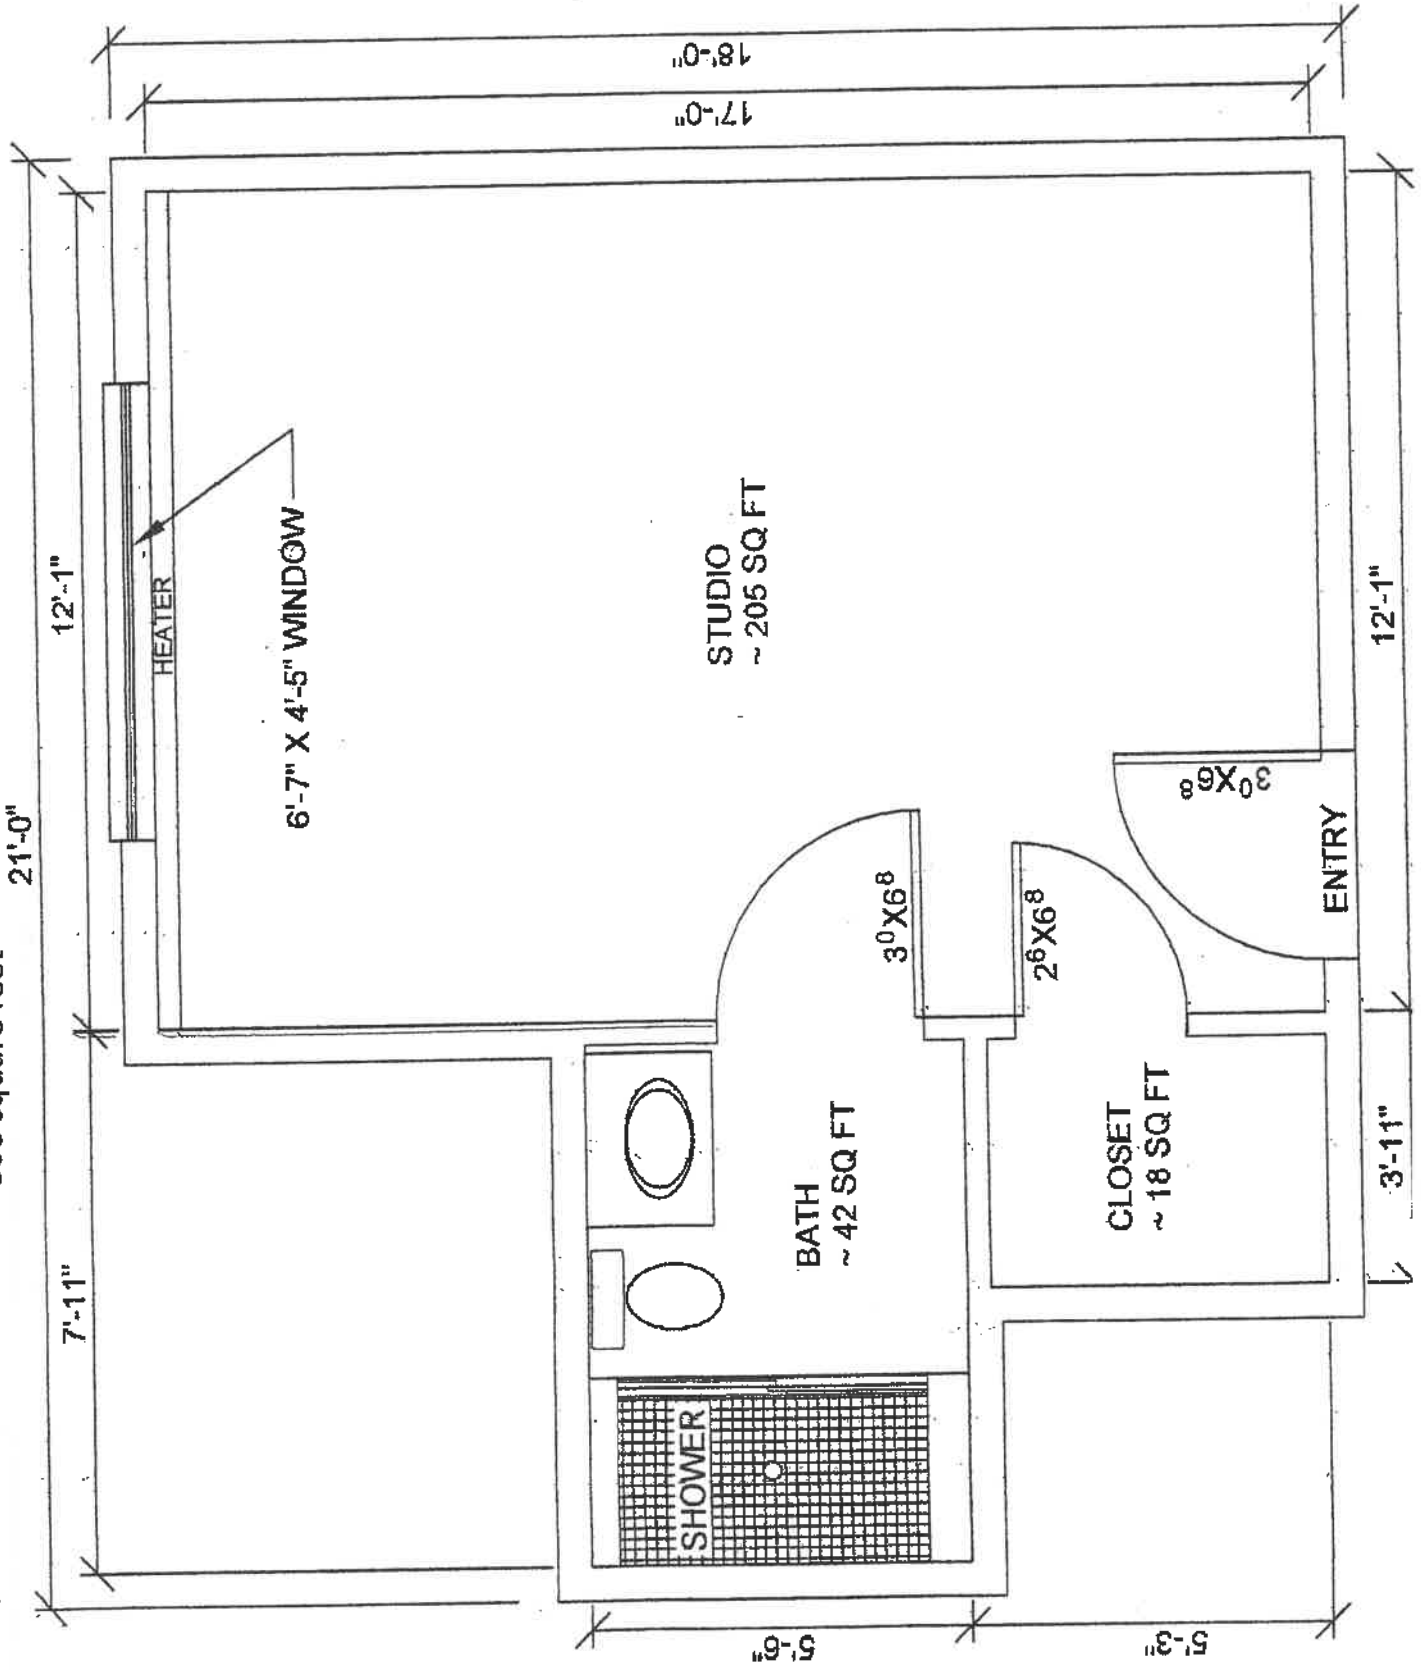 21'-0"
12'-1"
7'-11"
18'-0"
17'-0"
HEATER
6'-7" X 4'-5" WINDOW
STUDIO
~ 205 SQ FT
3⁰X6⁸
2⁶X6⁸
3⁰X6⁸
ENTRY
BATH
~ 42 SQ FT
CLOSET
~ 18 SQ FT
SHOWER
12'-1"
3'-11"
5'-6"
5'-3"